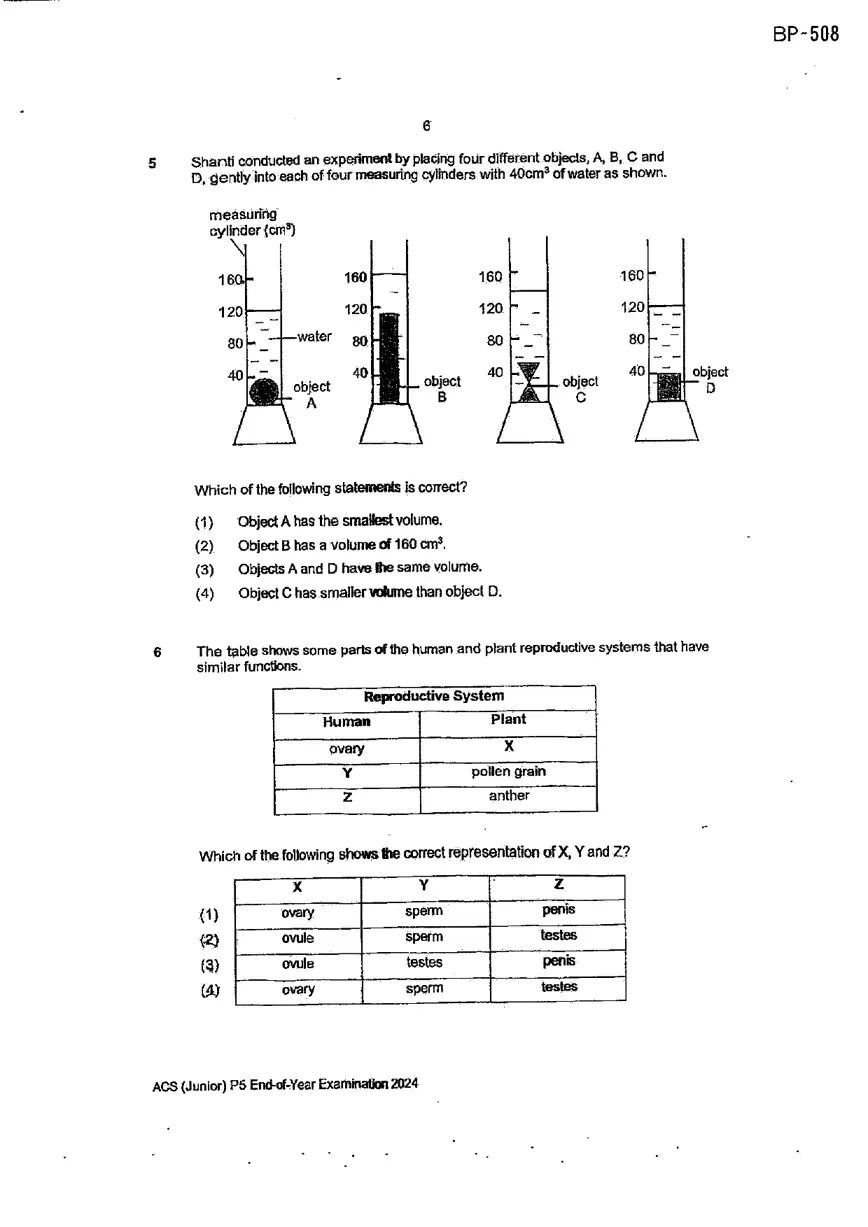 BP-508
6
5 Shanti conducted an experiment by placing four different objects, A, B, C and
D, gently into each of four measuring cylinders with 40cm³ of water as shown.
measuring
cylinder (cm³)
160 160 160 160
120 120 120 120
water
80 80 80 80
40 40 40 40
object object object object
A B C D
Which of the following statements is correct?
(1) Object A has the smallest volume.
(2) Object B has a volume of 160 cm³.
(3) Objects A and D have the same volume.
(4) Object C has smaller volume than object D.
6 The table shows some parts of the human and plant reproductive systems that have
similar functions.
Reproductive System
Human Plant
ovary X
Y pollen grain
Z anther
Which of the following shows the correct representation of X, Y and Z?
X Y Z
(1) ovary sperm penis
(2) ovule sperm testes
(3) ovule testes penis
(4) ovary sperm testes
ACS (Junior) P5 End-of-Year Examination 2024